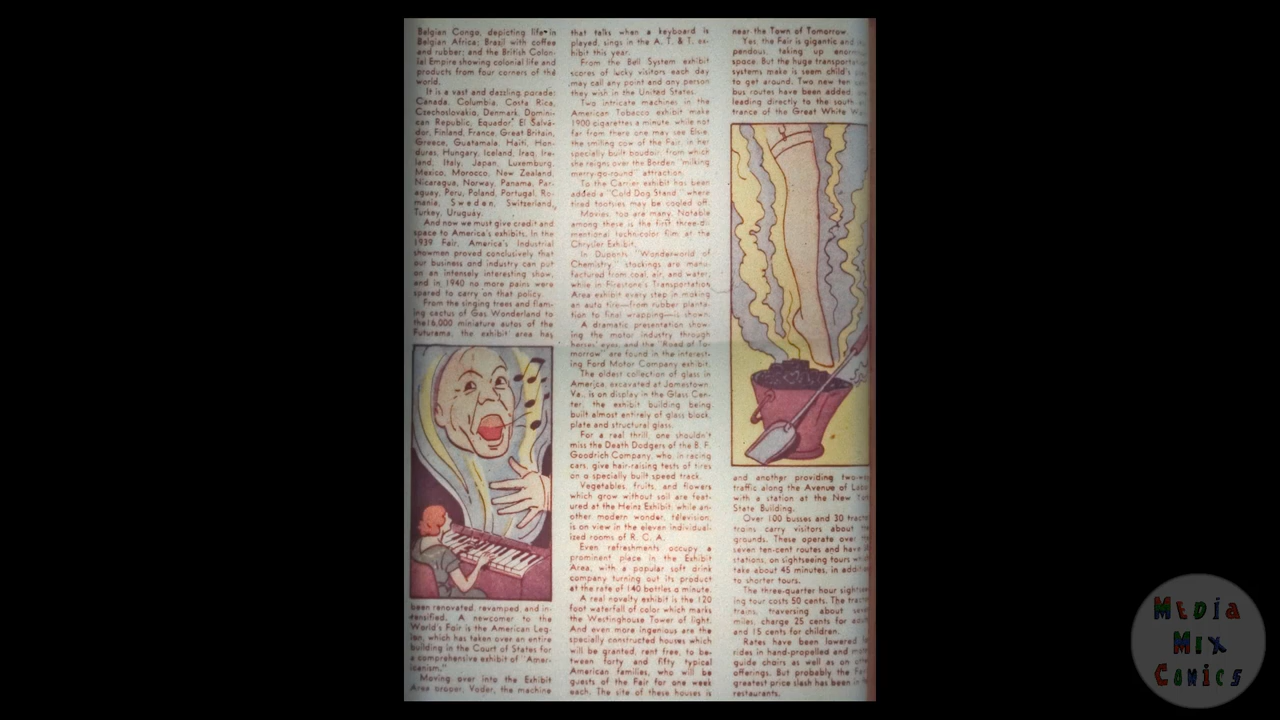 Belgian Congo, depicting life in
Belgian Africa; Brazil with coffee
and rubber; and the British Colon-
ial Empire showing colonial life and
products from four corners of the
world.
It is a vast and dazzling parade:
Canada, Columbia, Costa Rica,
Czechoslovakia, Denmark, Domini-
can Republic, Equador, El Salva-
dor, Finland, France, Great Britain,
Greece, Guatamala, Haiti, Hon-
duras, Hungary, Iceland, Iraq, Ire-
land, Italy, Japan, Luxemburg,
Mexico, Morocco, New Zealand,
Nicaragua, Norway, Panama, Par-
aguay, Peru, Poland, Portugal, Ro-
mania, Sweden, Switzerland,
Turkey, Uruguay.
And now we must give credit and
space to America's exhibits. In the
1939 Fair, America's Industrial
showmen proved conclusively that
our business and industry can put
on an intensely interesting show,
and in 1940 no more pains were
spared to carry on that policy.
From the singing trees and flam-
ing cactus of Gas Wonderland to
the 16,000 miniature autos of the
Futurama, the exhibit area has
been renovated, revamped, and in-
tensified. A newcomer to the
World's Fair is the American Leg-
ion, which has taken over an entire
building in the Court of States for
a comprehensive exhibit of "Amer-
icanism."
Moving over into the Exhibit
Area proper, Voder, the machine
that talks when a keyboard is
played, sings in the A. T. & T. ex-
hibit this year.
From the Bell System exhibit
scores of lucky visitors each day
may call any point and any person
they wish in the United States.
Two intricate machines in the
American Tobacco exhibit make
1900 cigarettes a minute, while not
far from there one may see Elsie,
the smiling cow of the Fair, in her
specially built boudoir, from which
she reigns over the Borden "milking
merry-go-round" attraction.
To the Carrier exhibit has been
added a "Cold Dog Stand" where
tired tootsies may be cooled off.
Movies, too are many. Notable
among these is the first three-di-
mentional technicolor film at the
Chrysler Exhibit.
In Dupont's "Wonderworld of
Chemistry," stockings are manu-
factured from coal, air, and water,
while in Firestone's Transportation
Area exhibit every step in making
an auto tire—from rubber planta-
tion to final wrapping—is shown.
A dramatic presentation show-
ing the motor industry through
horses' eyes, and the "Road of To-
morrow" are found in the interest-
ing Ford Motor Company exhibit.
The oldest collection of glass in
America, excavated at Jamestown,
Va., is on display in the Glass Cen-
ter, the exhibit building being
built almost entirely of glass block,
plate and structural glass.
For a real thrill, one shouldn't
miss the Death Dodgers of the B. F.
Goodrich Company, who, in racing
cars, give hair-raising tests of tires
on a specially built speed track.
Vegetables, fruits, and flowers
which grow without soil are feat-
ured at the Heinz Exhibit; while an-
other modern wonder, television,
is on view in the eleven individual-
ized rooms of R. C. A.
Even refreshments occupy a
prominent place in the Exhibit
Area, with a popular soft drink
company turning out its product
at the rate of 140 bottles a minute.
A real novelty exhibit is the 120
foot waterfall of color which marks
the Westinghouse Tower of light.
And even more ingenious are the
specially constructed houses which
will be granted, rent free, to be-
tween forty and fifty typical
American families, who will be
guests of the Fair for one week
each. The site of these houses is
near the Town of Tomorrow.
Yes, the Fair is gigantic and
pendous, taking up
space. But the huge
systems make is seem child's
to get around. Two new ten
bus routes have been added,
leading directly to the south
trance of the Great White
and another providing
traffic along the Avenue of
with a station at the New
State Building.
Over 100 busses and 30
trains carry visitors about
grounds. These operate over
seven ten-cent routes and have
stations, on sightseeing tours
take about 45 minutes, in
to shorter tours.
The three-quarter hour
ing tour costs 50 cents. The
trains, traversing about
miles, charge 25 cents for
and 15 cents for children.
Rates have been lowered
rides in hand-propelled and
guide chairs as well as on
offerings. But probably the
greatest price slash has been
restaurants.
MEDIA
MIX
COMICS